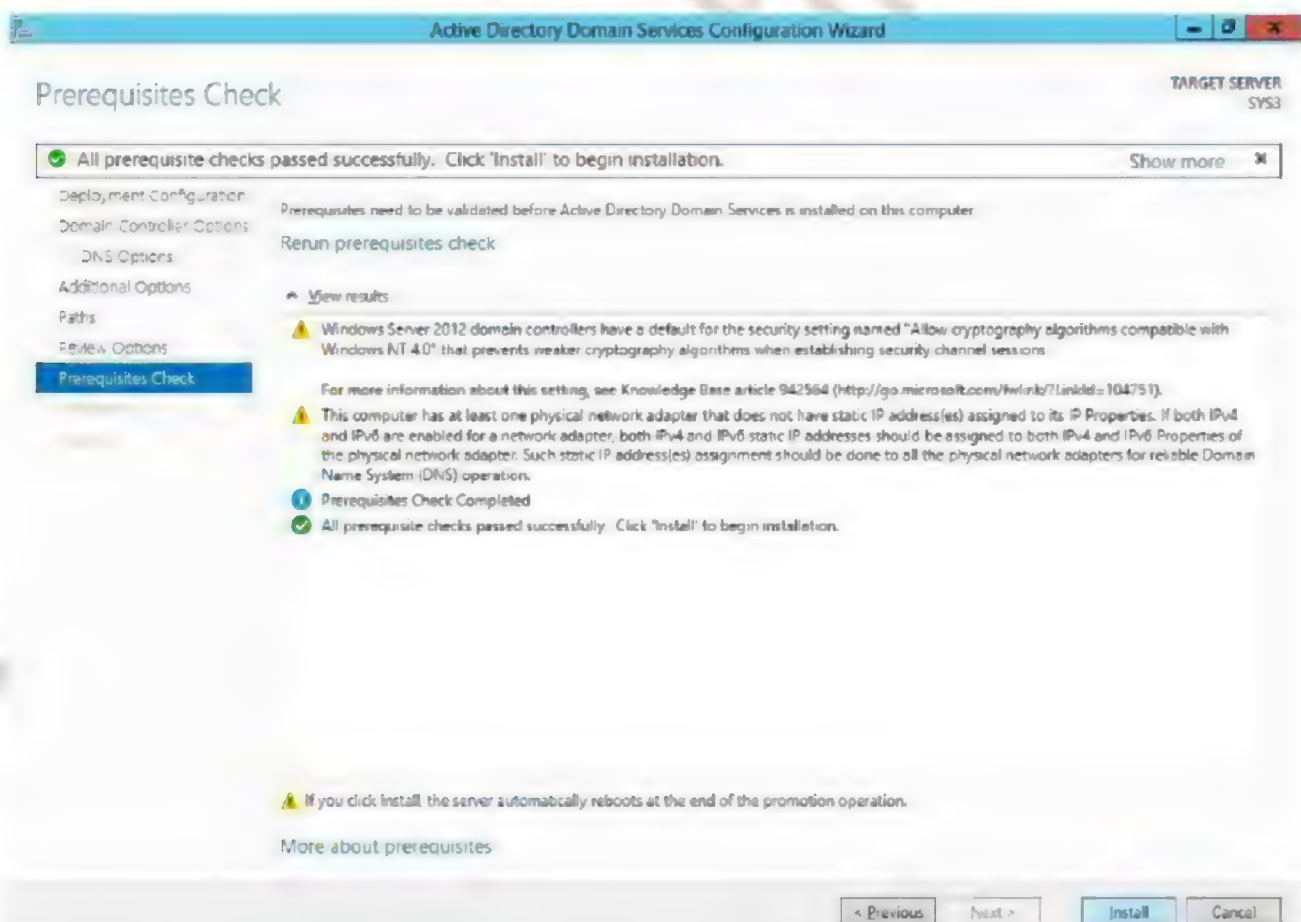 Active Directory Domain Services Configuration Wizard
Prerequisites Check
TARGET SERVER
SYS3
All prerequisite checks passed successfully. Click 'Install' to begin installation.
Show more
Deployment Configuration
Domain Controller Options
DNS Options
Additional Options
Paths
Review Options
Prerequisites Check
Prerequisites need to be validated before Active Directory Domain Services is installed on this computer
Rerun prerequisites check
View results
Windows Server 2012 domain controllers have a default for the security setting named "Allow cryptography algorithms compatible with
Windows NT 4.0" that prevents weaker cryptography algorithms when establishing security channel sessions
For more information about this setting, see Knowledge Base article 942564 (http://go.microsoft.com/fwlink/?LinkId=104751).
This computer has at least one physical network adapter that does not have static IP address(es) assigned to its IP Properties. If both IPv4
and IPv6 are enabled for a network adapter, both IPv4 and IPv6 static IP addresses should be assigned to both IPv4 and IPv6 Properties of
the physical network adapter. Such static IP address(es) assignment should be done to all the physical network adapters for reliable Domain
Name System (DNS) operation.
Prerequisites Check Completed
All prerequisite checks passed successfully. Click 'Install' to begin installation.
If you click Install, the server automatically reboots at the end of the promotion operation.
More about prerequisites
< Previous
Next >
Install
Cancel